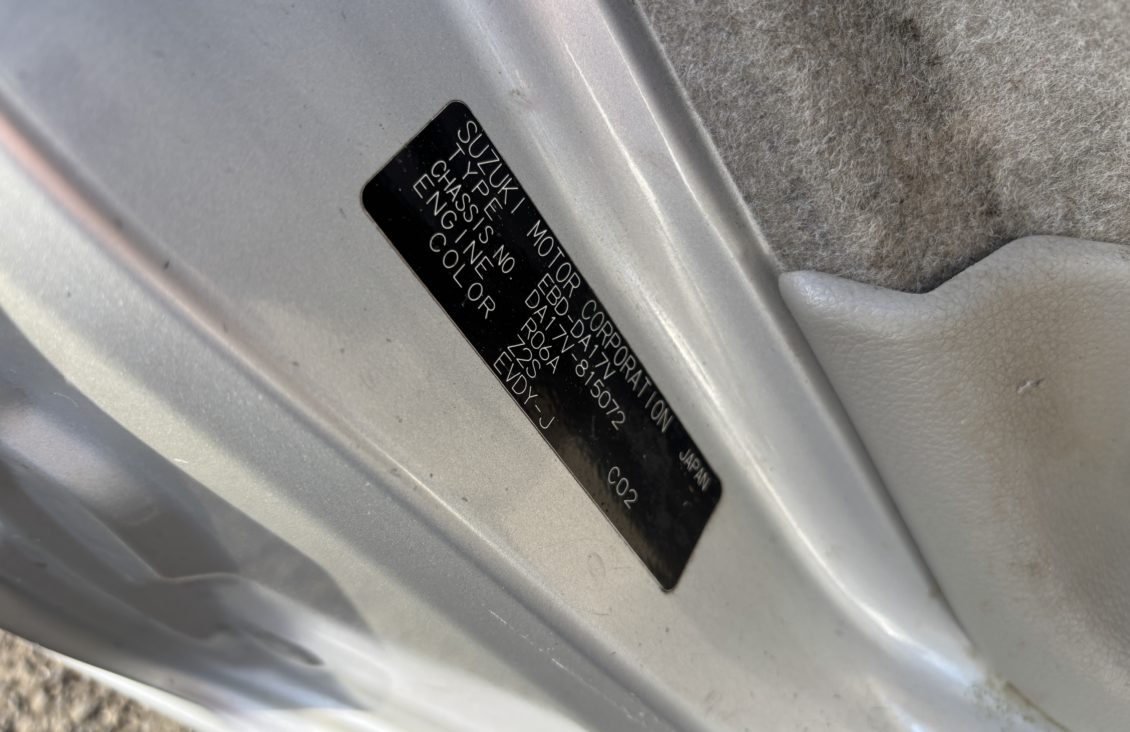 SUZUKI MOTOR CORPORATION JAPAN
TYPE EBD-DA17V
CHASSIS NO. DA17V-815072
ENGINE R06A
COLOR Z2S C02
EVDY-J